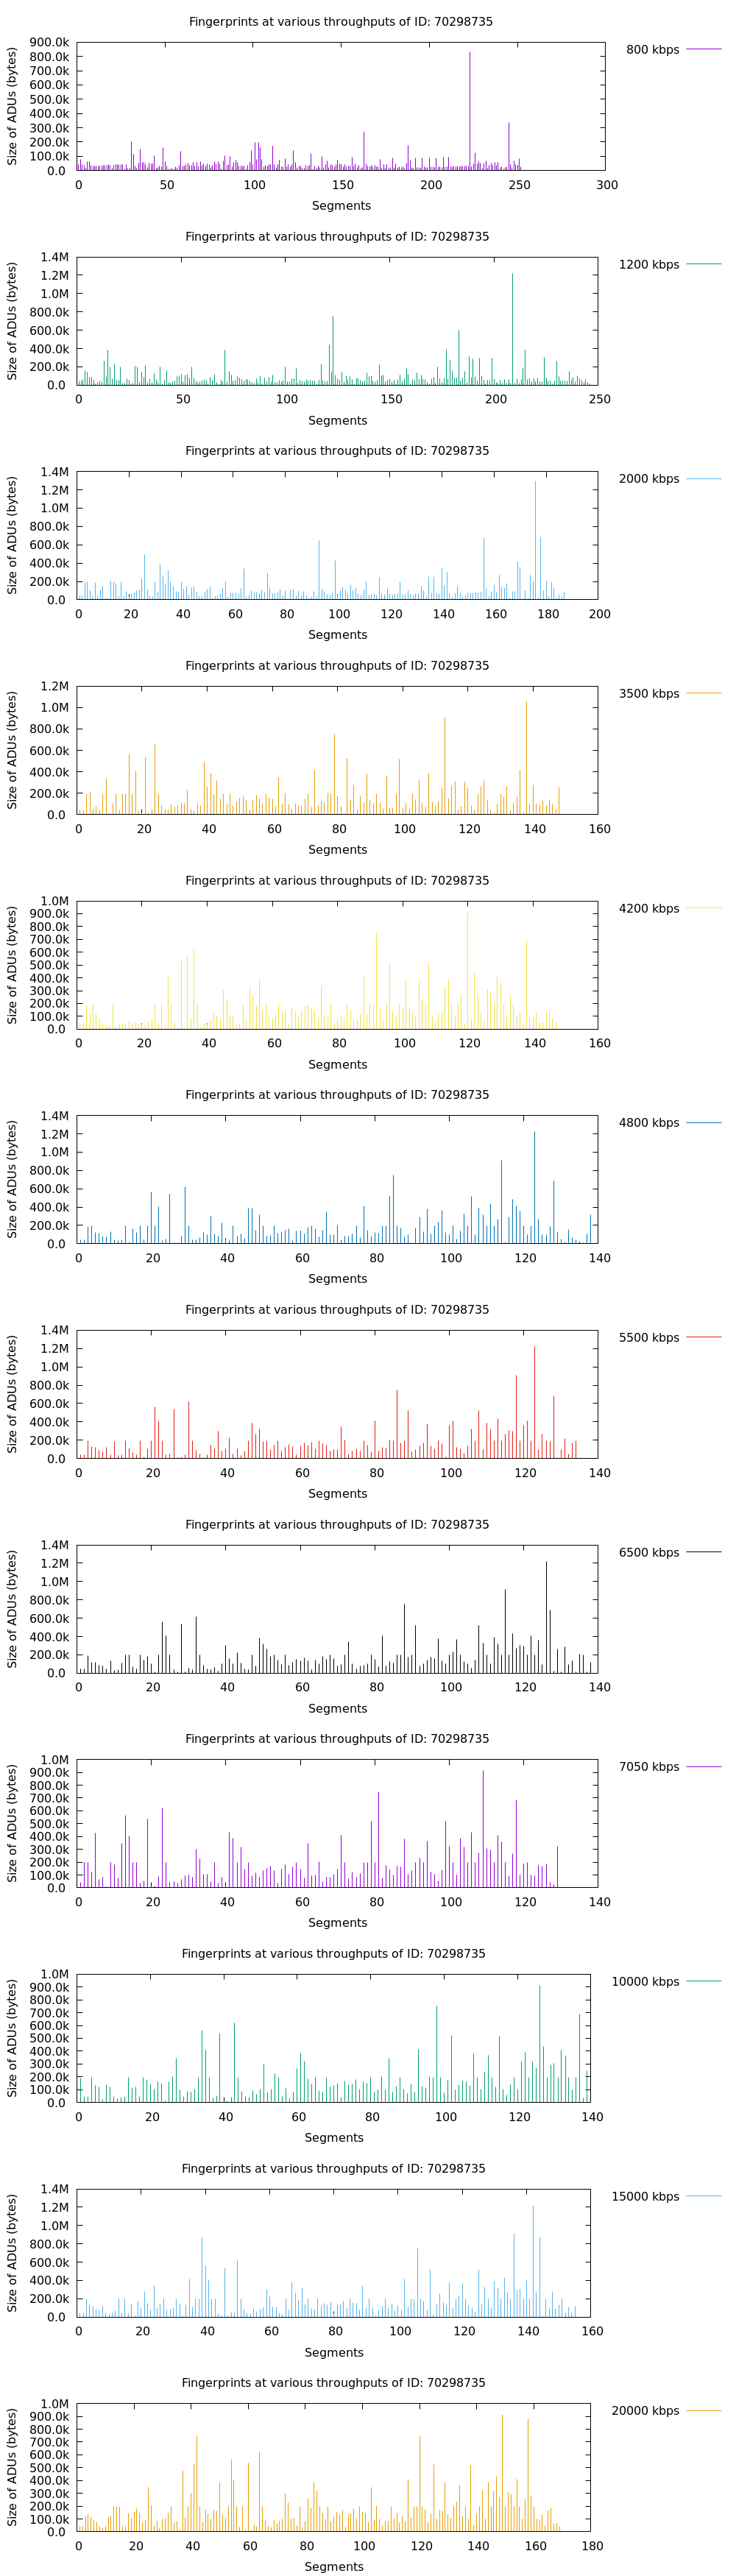 Fingerprints at various throughputs of ID: 70298735
900.0k
800 kbps
800.0k
700.0k
600.0k
500.0k
400.0k
300.0k
200.0k
100.0k
0.0
Size of ADUs (bytes)
0 50 100 150 200 250 300
Segments
Fingerprints at various throughputs of ID: 70298735
1.4M
1200 kbps
1.2M
1.0M
800.0k
600.0k
400.0k
200.0k
0.0
Size of ADUs (bytes)
0 50 100 150 200 250
Segments
Fingerprints at various throughputs of ID: 70298735
1.4M
2000 kbps
1.2M
1.0M
800.0k
600.0k
400.0k
200.0k
0.0
Size of ADUs (bytes)
0 20 40 60 80 100 120 140 160 180 200
Segments
Fingerprints at various throughputs of ID: 70298735
1.2M
3500 kbps
1.0M
800.0k
600.0k
400.0k
200.0k
0.0
Size of ADUs (bytes)
0 20 40 60 80 100 120 140 160
Segments
Fingerprints at various throughputs of ID: 70298735
1.0M
4200 kbps
900.0k
800.0k
700.0k
600.0k
500.0k
400.0k
300.0k
200.0k
100.0k
0.0
Size of ADUs (bytes)
0 20 40 60 80 100 120 140 160
Segments
Fingerprints at various throughputs of ID: 70298735
1.4M
4800 kbps
1.2M
1.0M
800.0k
600.0k
400.0k
200.0k
0.0
Size of ADUs (bytes)
0 20 40 60 80 100 120 140
Segments
Fingerprints at various throughputs of ID: 70298735
1.4M
5500 kbps
1.2M
1.0M
800.0k
600.0k
400.0k
200.0k
0.0
Size of ADUs (bytes)
0 20 40 60 80 100 120 140
Segments
Fingerprints at various throughputs of ID: 70298735
1.4M
6500 kbps
1.2M
1.0M
800.0k
600.0k
400.0k
200.0k
0.0
Size of ADUs (bytes)
0 20 40 60 80 100 120 140
Segments
Fingerprints at various throughputs of ID: 70298735
1.0M
7050 kbps
900.0k
800.0k
700.0k
600.0k
500.0k
400.0k
300.0k
200.0k
100.0k
0.0
Size of ADUs (bytes)
0 20 40 60 80 100 120 140
Segments
Fingerprints at various throughputs of ID: 70298735
1.0M
10000 kbps
900.0k
800.0k
700.0k
600.0k
500.0k
400.0k
300.0k
200.0k
100.0k
0.0
Size of ADUs (bytes)
0 20 40 60 80 100 120 140
Segments
Fingerprints at various throughputs of ID: 70298735
1.4M
15000 kbps
1.2M
1.0M
800.0k
600.0k
400.0k
200.0k
0.0
Size of ADUs (bytes)
0 20 40 60 80 100 120 140 160
Segments
Fingerprints at various throughputs of ID: 70298735
1.0M
20000 kbps
900.0k
800.0k
700.0k
600.0k
500.0k
400.0k
300.0k
200.0k
100.0k
0.0
Size of ADUs (bytes)
0 20 40 60 80 100 120 140 160 180
Segments